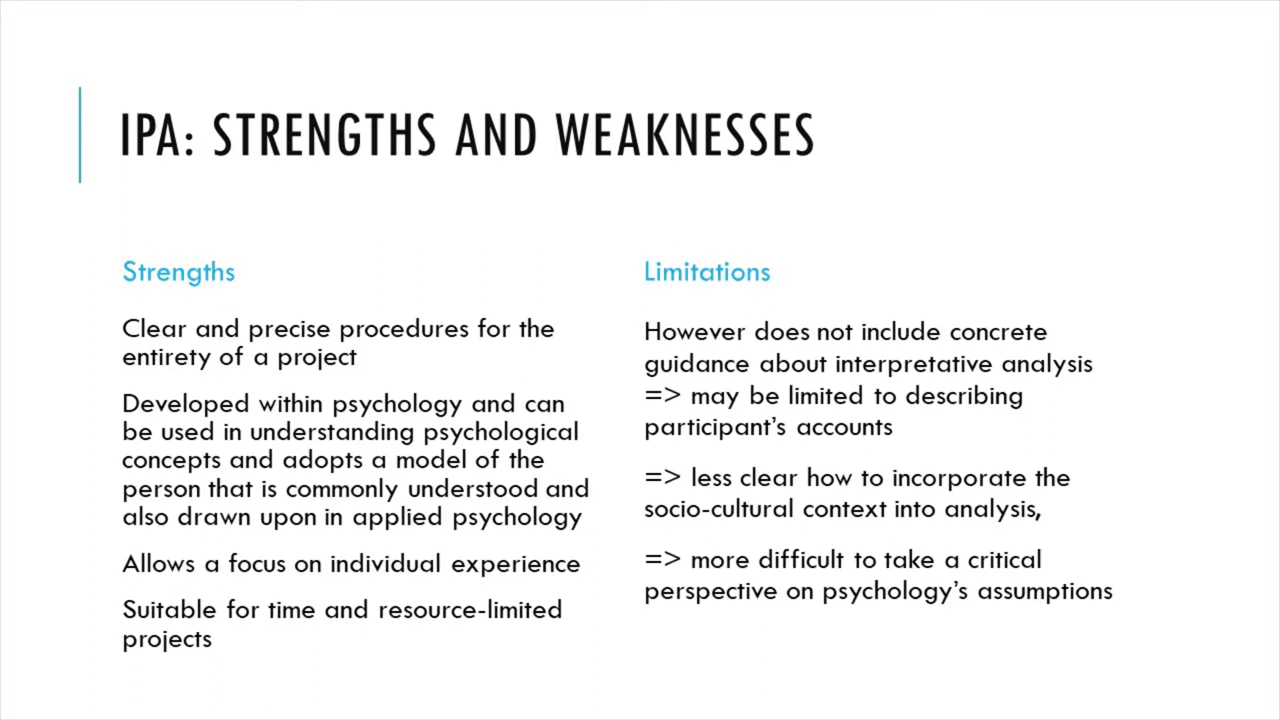 IPA: STRENGTHS AND WEAKNESSES
Strengths
Clear and precise procedures for the
entirety of a project
Developed within psychology and can
be used in understanding psychological
concepts and adopts a model of the
person that is commonly understood and
also drawn upon in applied psychology
Allows a focus on individual experience
Suitable for time and resource-limited
projects
Limitations
However does not include concrete
guidance about interpretative analysis
=> may be limited to describing
participant’s accounts
=> less clear how to incorporate the
socio-cultural context into analysis,
=> more difficult to take a critical
perspective on psychology’s assumptions